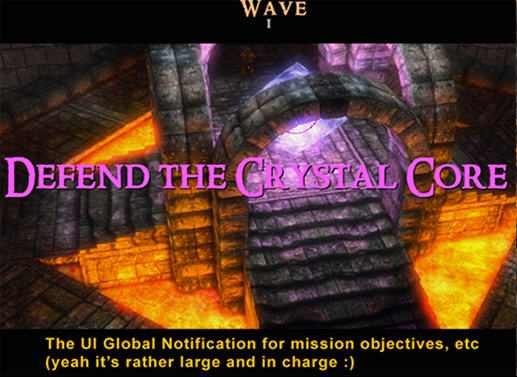 WAVE
I
DEFEND THE CRYSTAL CORE
The UI Global Notification for mission objectives, etc
(yeah it's rather large and in charge :)